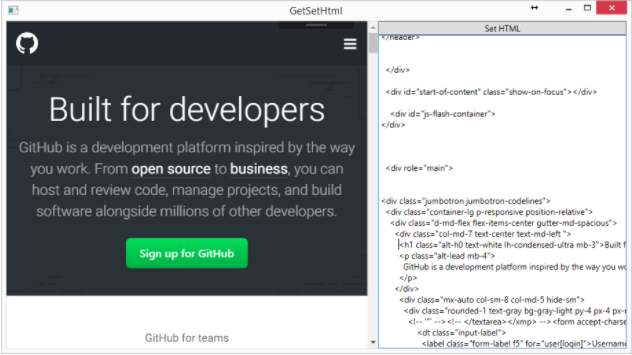 GetSetHtml
Built for developers
GitHub is a development platform inspired by the way
you work. From open source to business, you can
host and review code, manage projects, and build
software alongside millions of other developers.
Sign up for GitHub
GitHub for teams
Set HTML
</header>
</div>
<div id="start-of-content" class="show-on-focus"></div>
<div id="js-flash-container">
</div>
<div role="main">
<div class="jumbotron jumbotron-codelines">
<div class="container-lg p-responsive position-relative">
<div class="d-md-flex flex-items-center gutter-md-spacious">
<div class="col-md-7 text-center text-md-left ">
<h1 class="alt-h0 text-white lh-condensed-ultra mb-3">Built f
<p class="alt-lead mb-4">
GitHub is a development platform inspired by the way you wo
</p>
</div>
<div class="mx-auto col-sm-8 col-md-5 hide-sm">
<div class="rounded-1 text-gray bg-gray-light py-4 px-4 px-
<!-- '"' --><!-- </textarea></xmp> --><form accept-charse
<dt class="input-label">
<label class="form-label f5" for="user[login]">Username